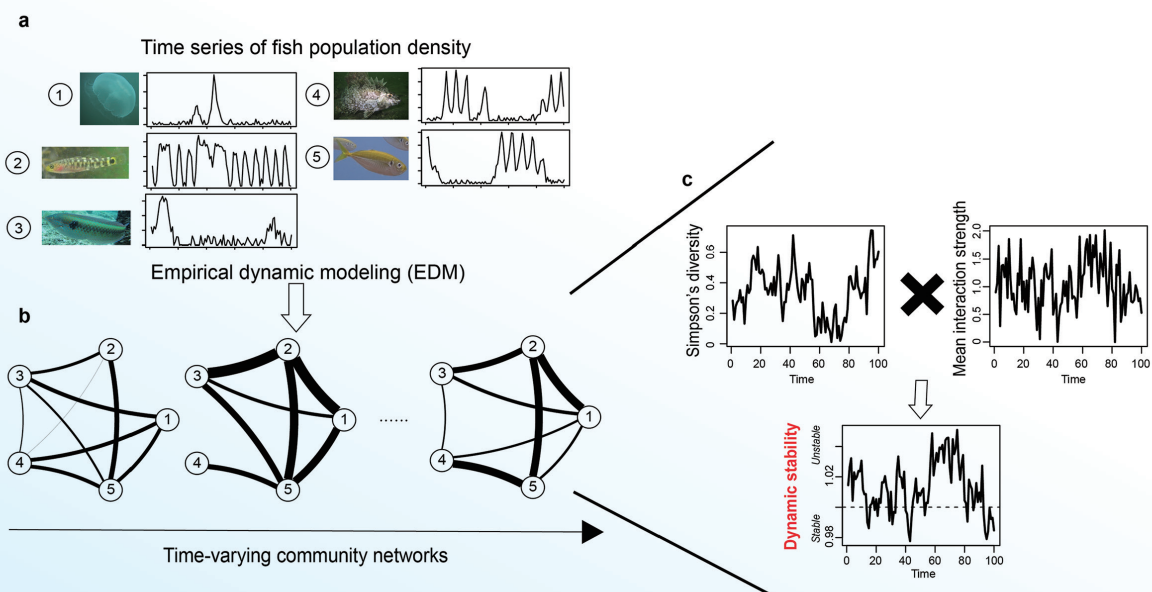 a
Time series of fish population density
1
4
2
5
3
Empirical dynamic modeling (EDM)
b
2
3
1
4
5
2
3
1
4
5
......
2
3
1
4
5
Time-varying community networks
c
Simpson's diversity
0.6
0.4
0.2
0
0 20 40 60 80 100
Time
Mean interaction strength
2.0
1.5
1.0
0.5
0
0 20 40 60 80 100
Time
Dynamic stability
Unstable
Stable
1.02
0.98
0 20 40 60 80 100
Time